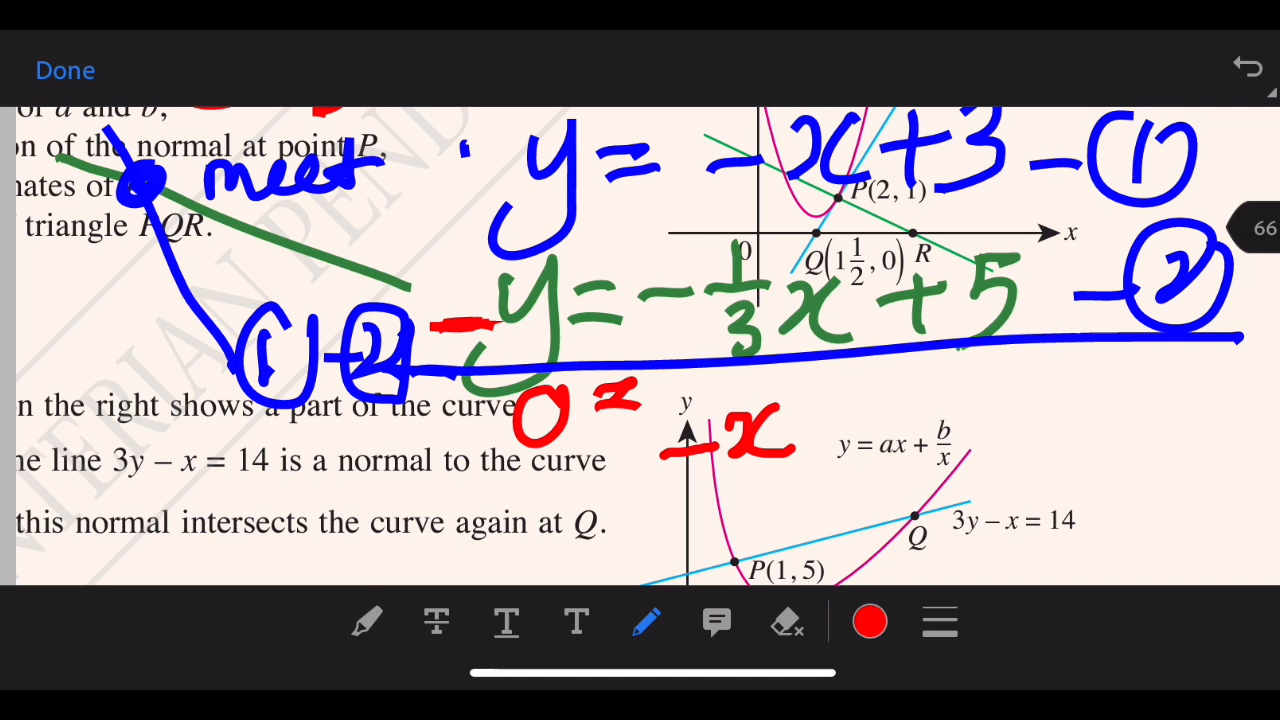 Done
of a and b,
on of the normal at point P,
nates of
triangle PQR.
meet
y = -x+3 - ①
P(2, 1)
x
66
0
Q(1 1/2, 0) R
- y = - 1/3 x + 5 - ②
① - ②
0 = -x
n the right shows a part of the curve
he line 3y – x = 14 is a normal to the curve
this normal intersects the curve again at Q.
y
y = ax + b/x
Q
3y – x = 14
P(1, 5)
T T T